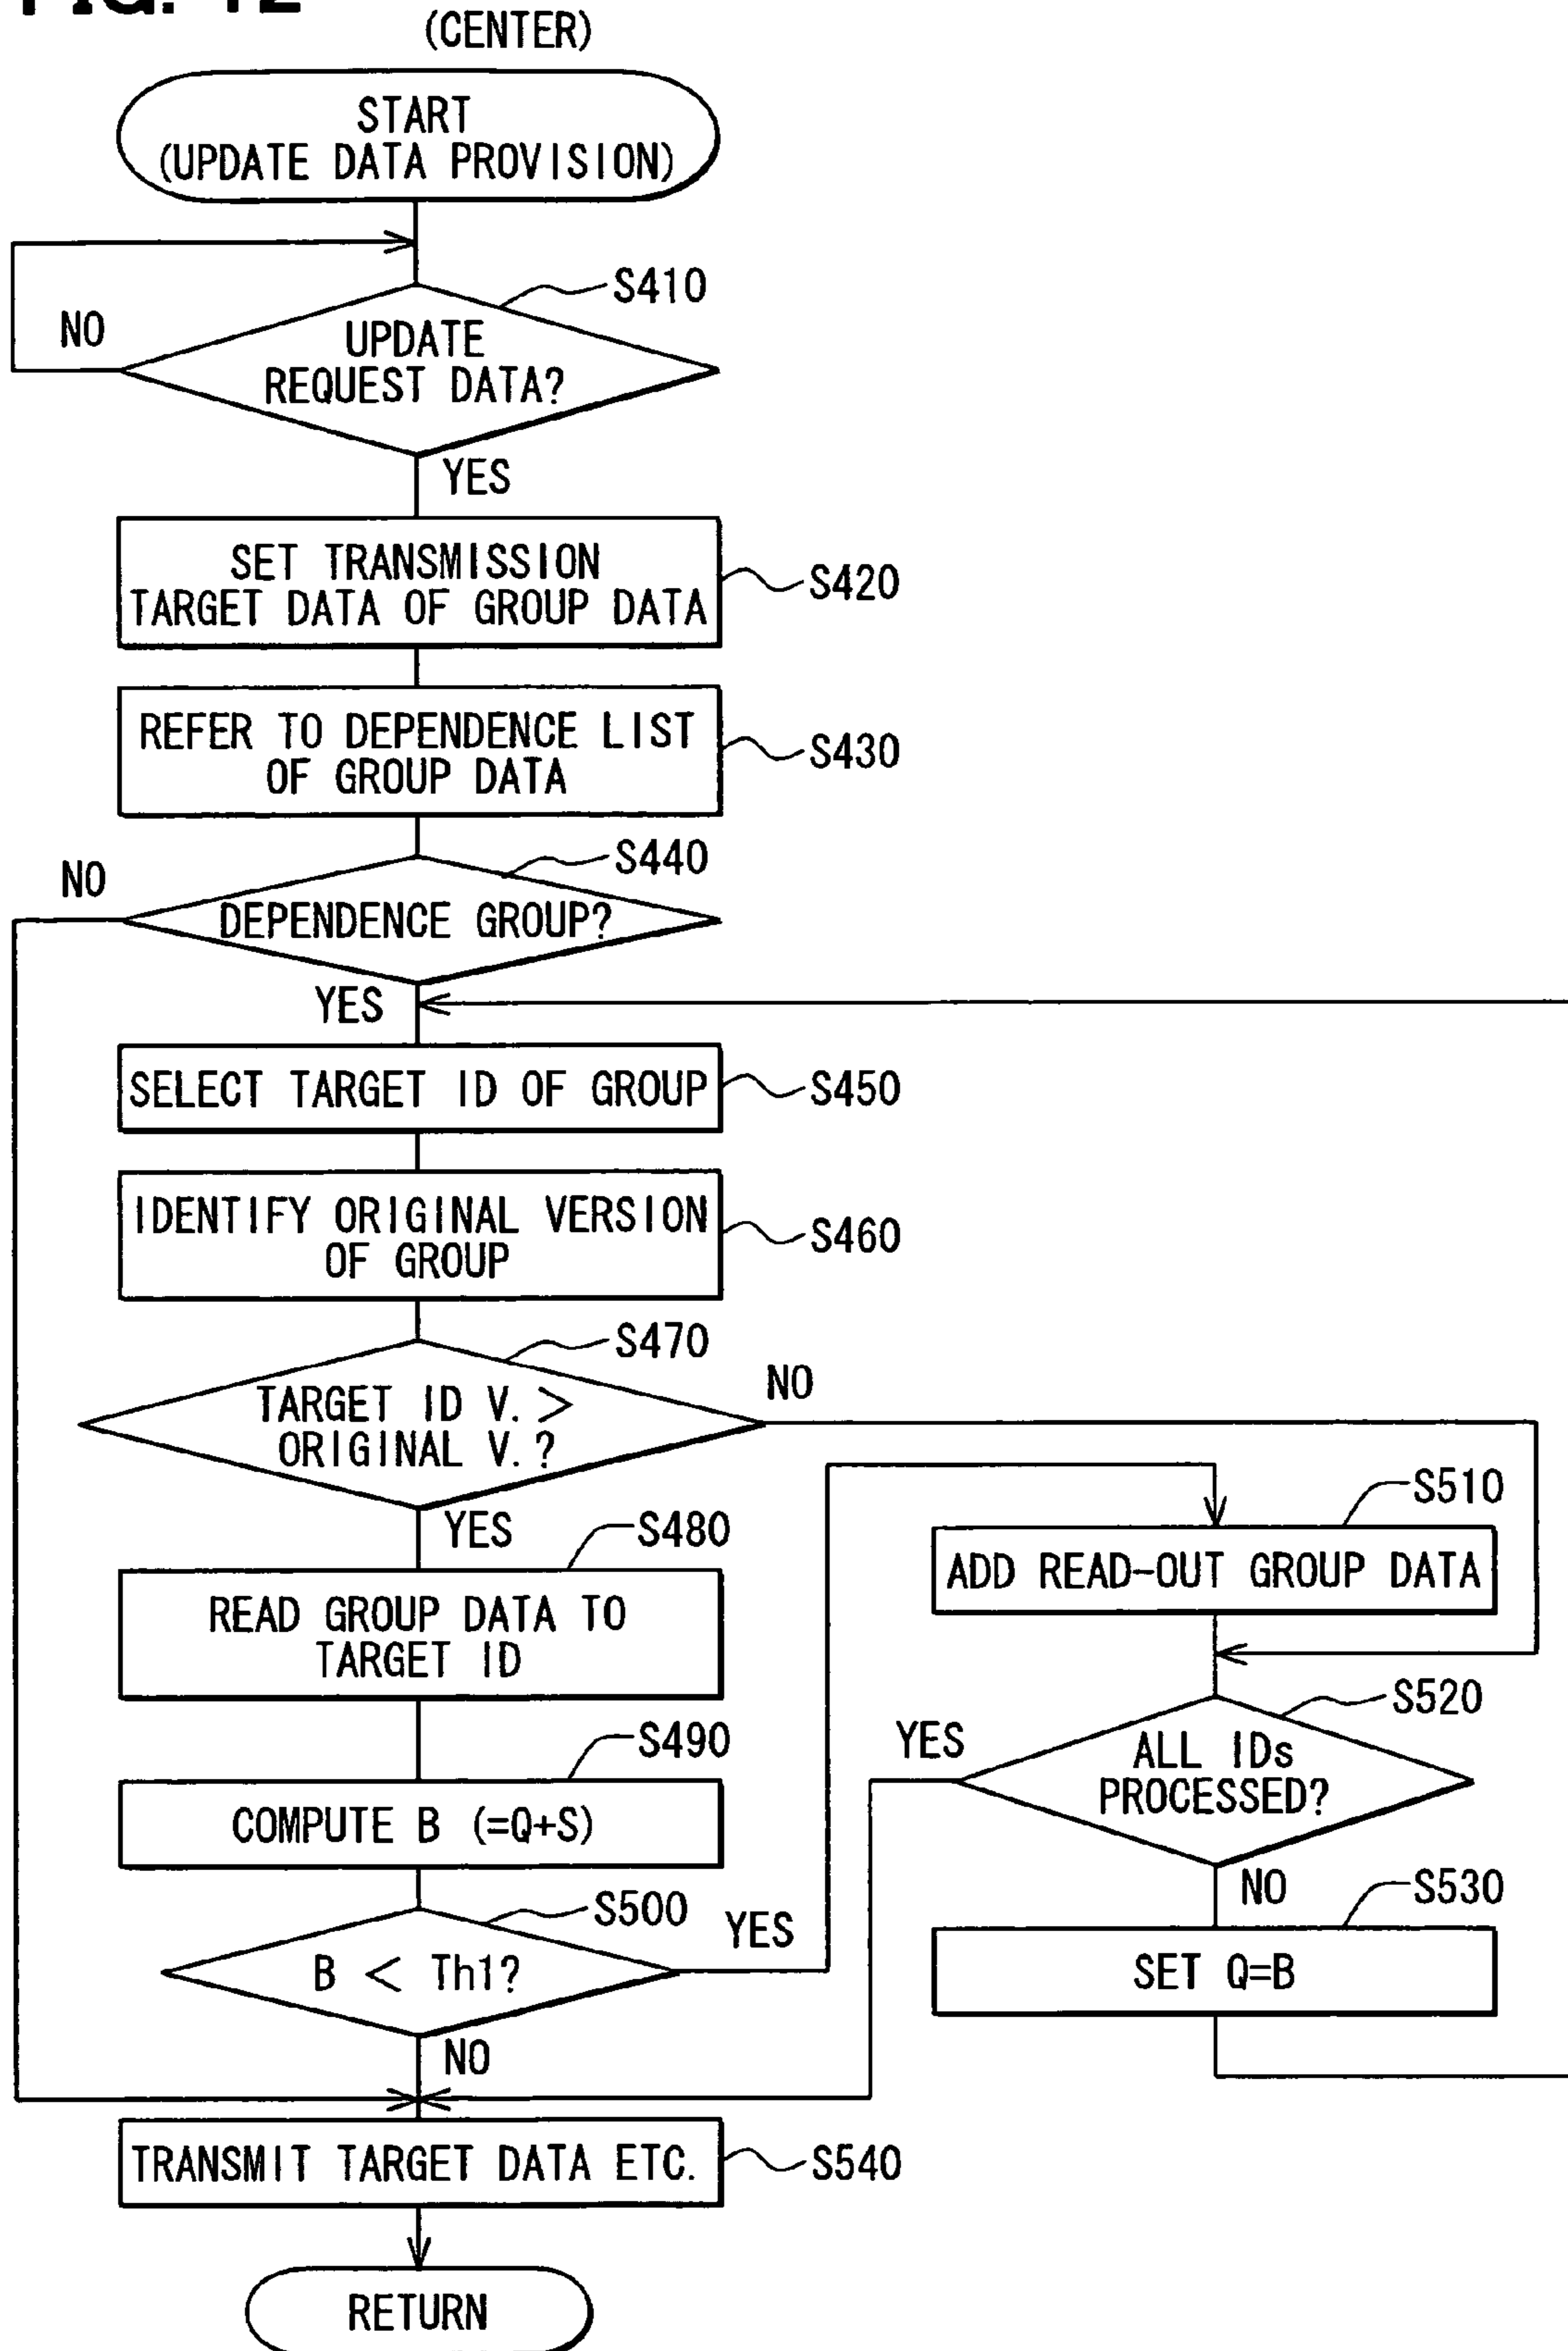 (CENTER)
START
(UPDATE DATA PROVISION)
S410
NO
UPDATE
REQUEST DATA?
YES
SET TRANSMISSION
TARGET DATA OF GROUP DATA
S420
REFER TO DEPENDENCE LIST
OF GROUP DATA
S430
S440
NO
DEPENDENCE GROUP?
YES
SELECT TARGET ID OF GROUP
S450
IDENTIFY ORIGINAL VERSION
OF GROUP
S460
S470
NO
TARGET ID V. >
ORIGINAL V. ?
YES
S480
READ GROUP DATA TO
TARGET ID
S490
COMPUTE B (=Q+S)
S500
YES
B < Th1?
NO
S510
ADD READ-OUT GROUP DATA
S520
YES
ALL IDs
PROCESSED?
NO
S530
SET Q=B
TRANSMIT TARGET DATA ETC.
S540
RETURN